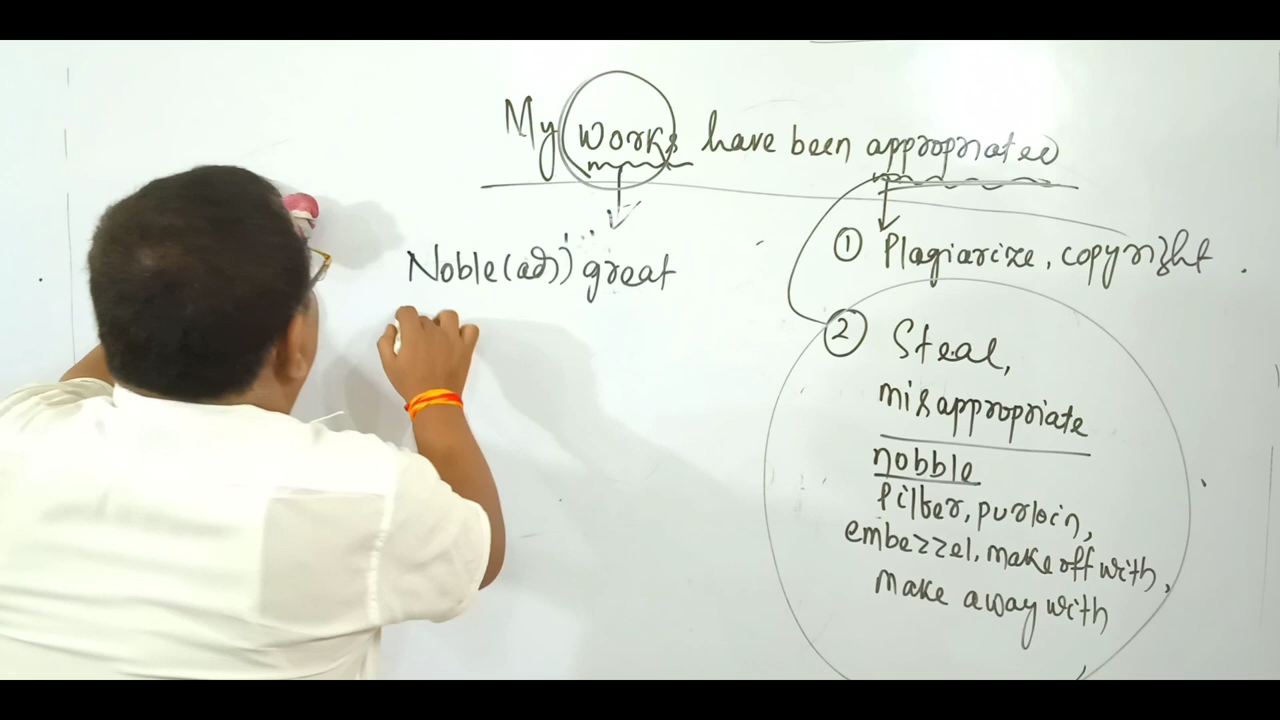 My works have been appropriated
① Plagiarize, copyright
Noble (adj) great
② Steal,
misappropriate
nobble
Pilfer, purloin,
embezzel, make off with,
make away with